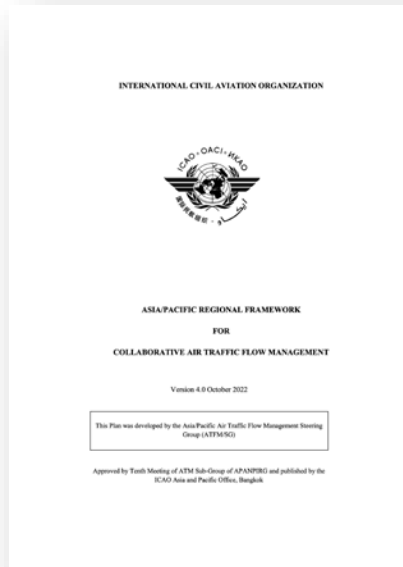 INTERNATIONAL CIVIL AVIATION ORGANIZATION
ICAO · OACI · ИКАО
ASIA/PACIFIC REGIONAL FRAMEWORK
FOR
COLLABORATIVE AIR TRAFFIC FLOW MANAGEMENT
Version 4.0 October 2022
This Plan was developed by the Asia/Pacific Air Traffic Flow Management Steering
Group (ATFM/SG)
Approved by Tenth Meeting of ATM Sub-Group of APANPIRG and published by the
ICAO Asia and Pacific Office, Bangkok